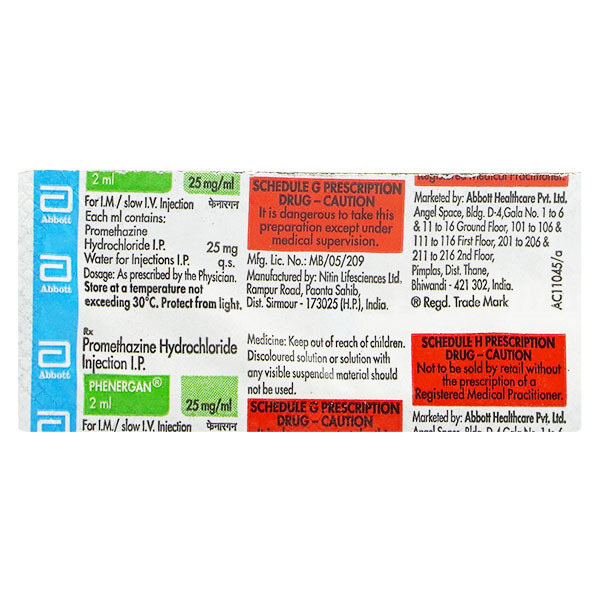 Abbott
Abbott
Abbott
2 ml 25 mg/ml
For I.M./ slow I.V. Injection फेनारगन
Each ml contains:
Promethazine
Hydrochloride I.P. 25 mg
Water for Injections I.P. q.s.
Dosage: As prescribed by the Physician.
Store at a temperature not
exceeding 30°C. Protect from light.
Rx
Promethazine Hydrochloride
Injection I.P.
PHENERGAN®
2 ml 25 mg/ml
For I.M./ slow I.V. Injection फेनारगन
SCHEDULE G PRESCRIPTION
DRUG – CAUTION
It is dangerous to take this
preparation except under
medical supervision.
Mfg. Lic. No.: MB/05/209
Manufactured by: Nitin Lifesciences Ltd.
Rampur Road, Paonta Sahib,
Dist. Sirmour - 173025 (H.P.), India.
Medicine: Keep out of reach of children.
Discoloured solution or solution with
any visible suspended material should
not be used.
SCHEDULE G PRESCRIPTION
DRUG – CAUTION
Registered Medical Practitioner.
Marketed by: Abbott Healthcare Pvt. Ltd.
Angel Space, Bldg. D-4,Gala No. 1 to 6
& 11 to 16 Ground Floor, 101 to 106 &
111 to 116 First Floor, 201 to 206 &
211 to 216 2nd Floor,
Pimplas, Dist. Thane,
Bhiwandi - 421 302, India.
® Regd. Trade Mark
AC11045/a
SCHEDULE H PRESCRIPTION
DRUG – CAUTION
Not to be sold by retail without
the prescription of a
Registered Medical Practitioner.
Marketed by: Abbott Healthcare Pvt. Ltd.
Angel Space, Bldg. D-4,Gala No. 1 to 6